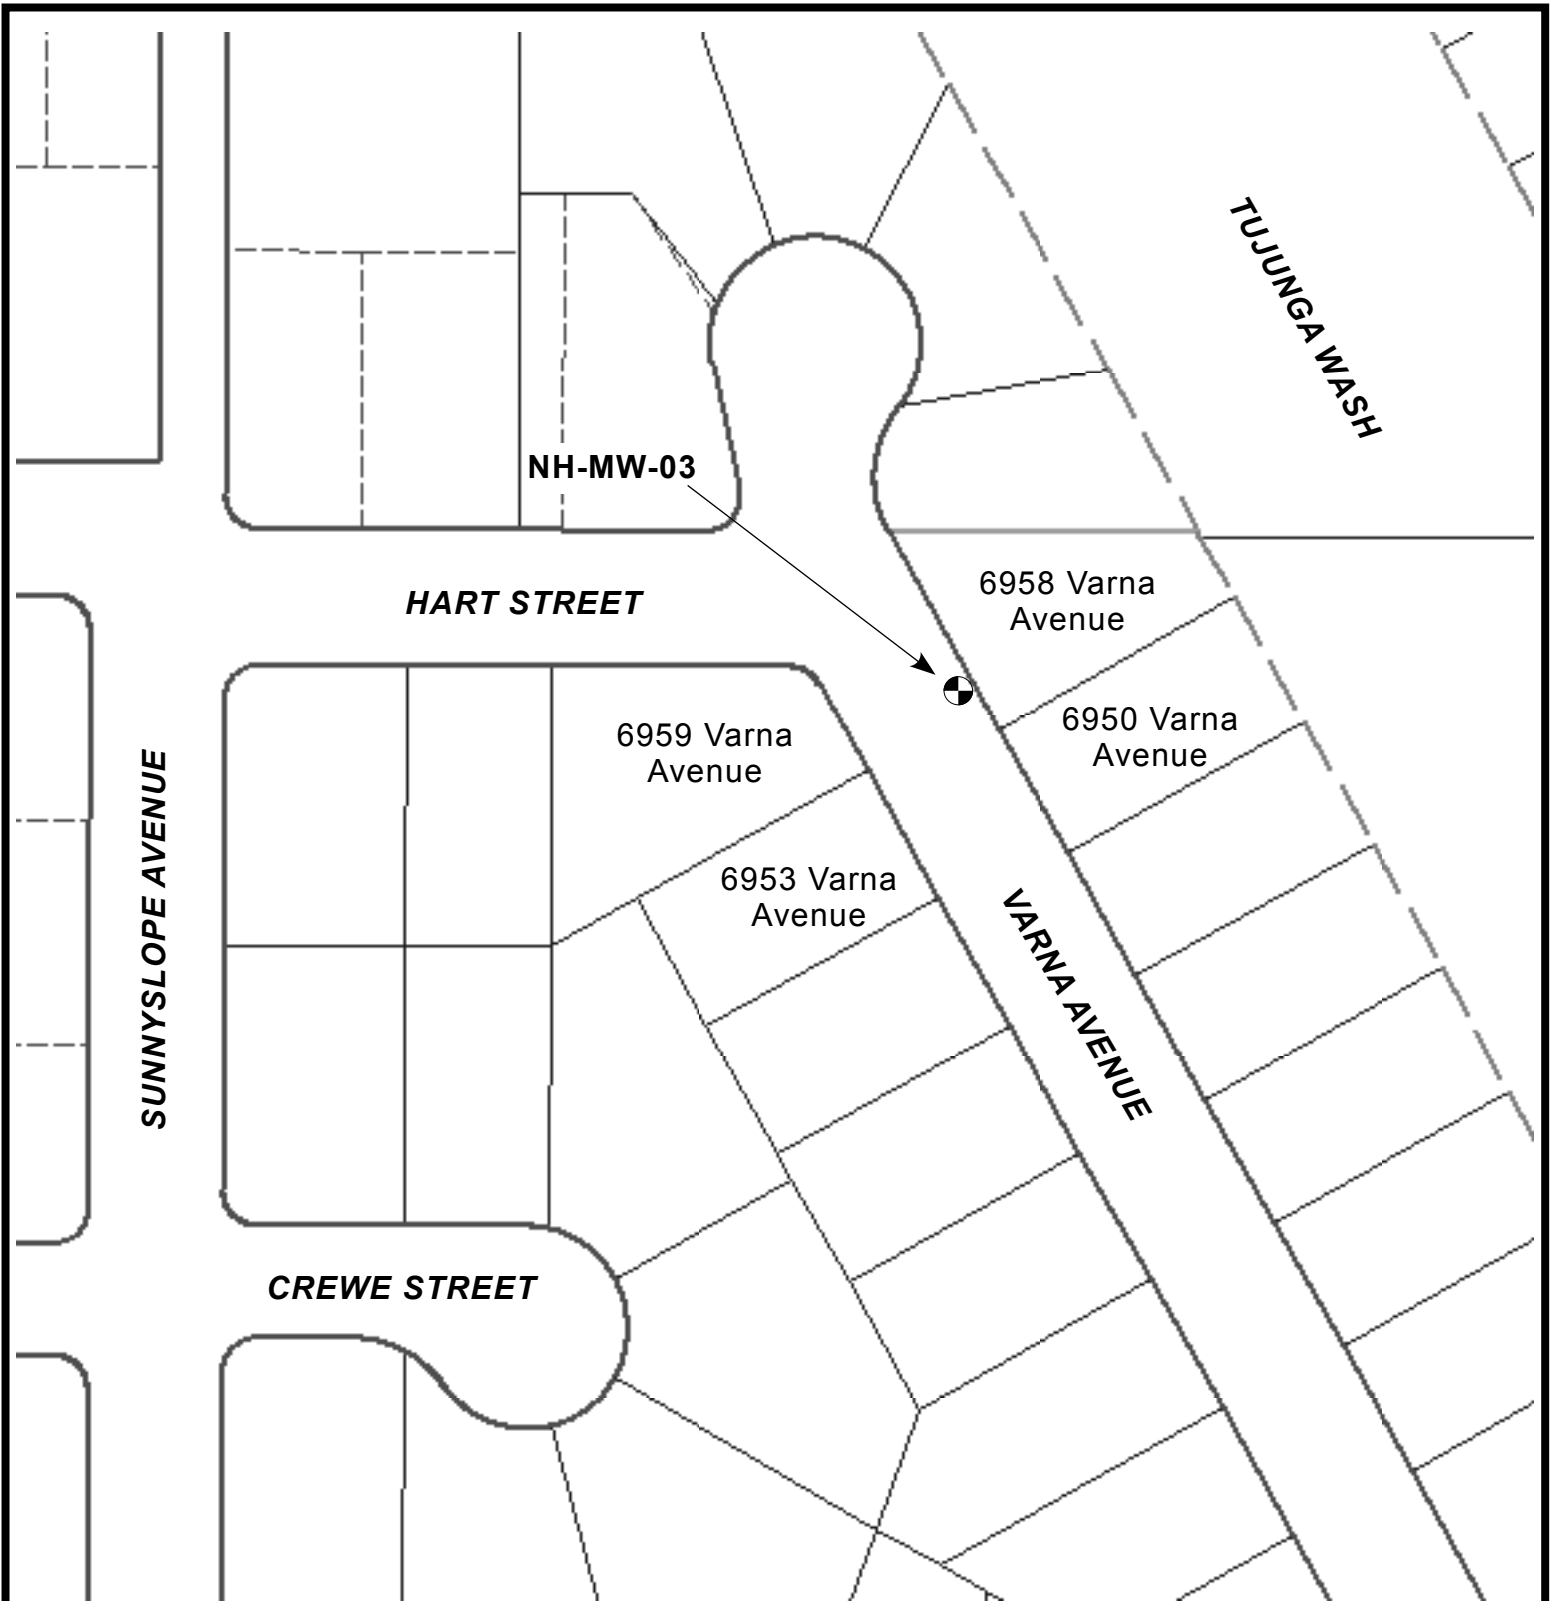 TUJUNGA WASH
NH-MW-03
HART STREET
6958 Varna
Avenue
6959 Varna
Avenue
6950 Varna
Avenue
SUNNYSLOPE AVENUE
6953 Varna
Avenue
VARNA AVENUE
CREWE STREET